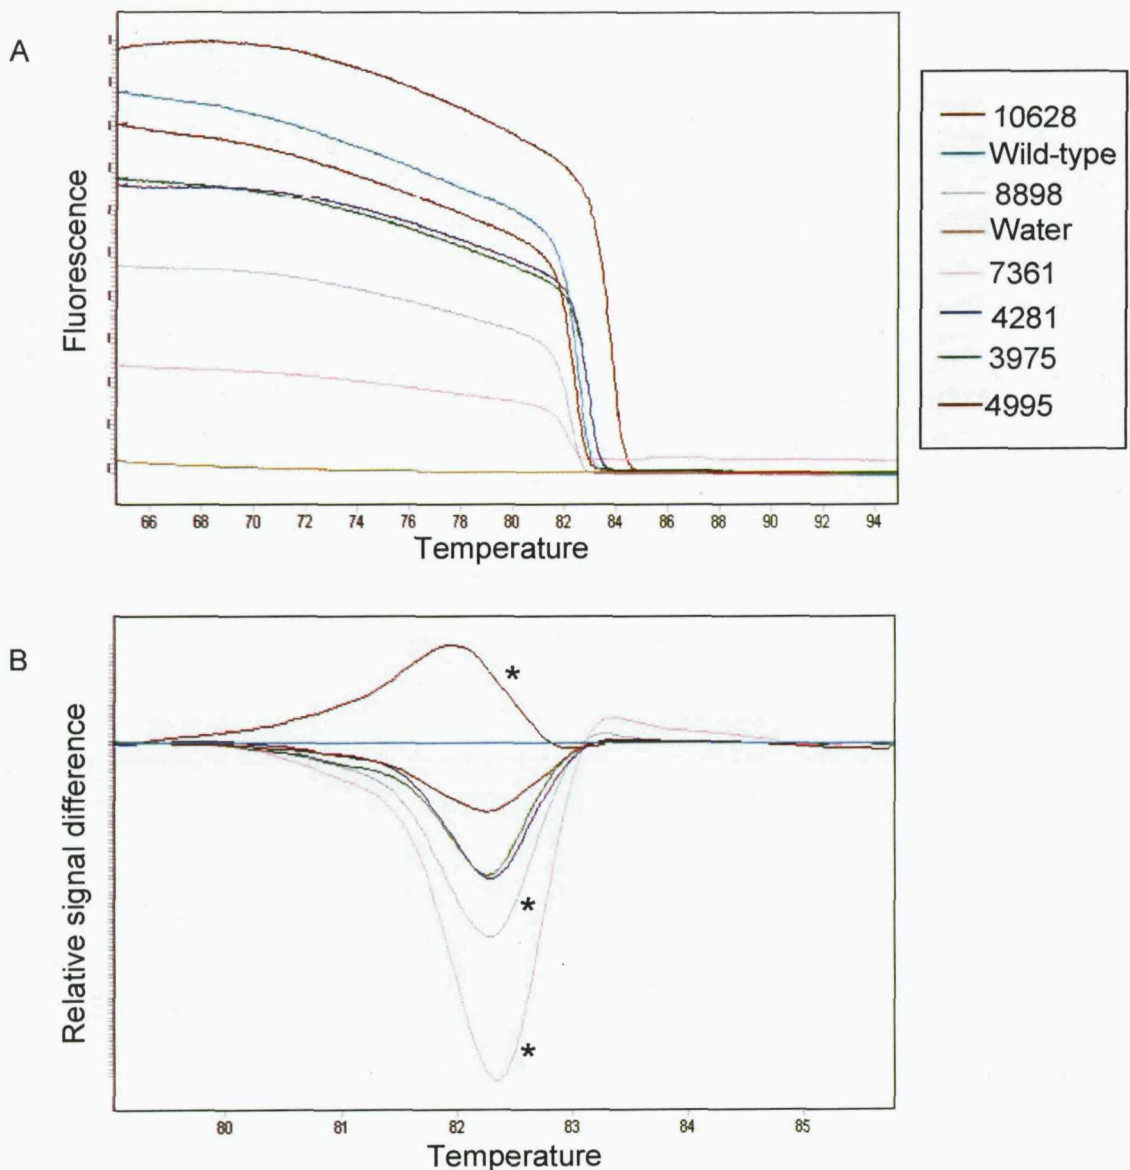 A
Fluorescence
66 68 70 72 74 76 78 80 82 84 86 88 90 92 94
Temperature
10628
Wild-type
8898
Water
7361
4281
3975
4995
B
Relative signal difference
*
*
*
80 81 82 83 84 85
Temperature